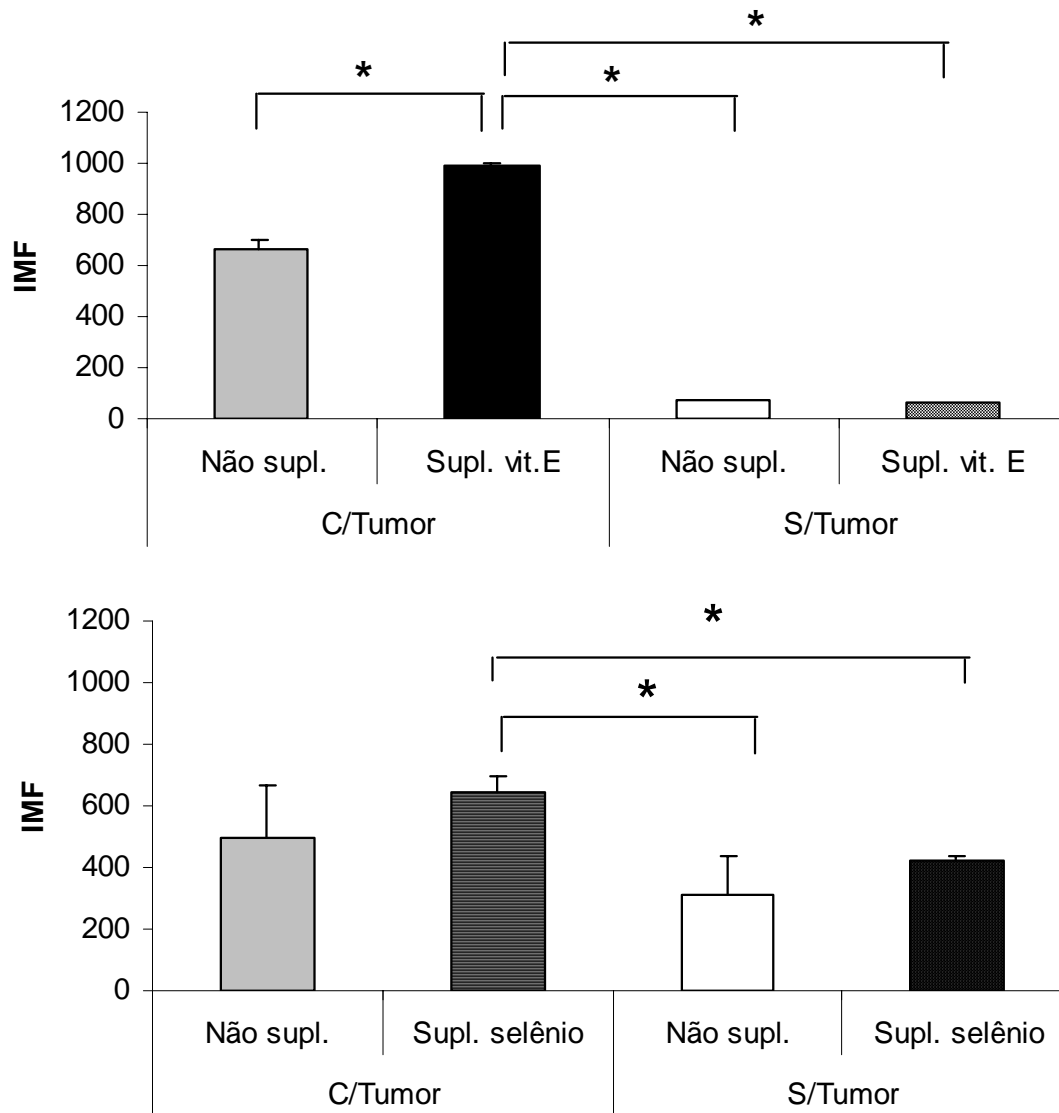 *
*
*
1200
1000
800
600
400
200
0
IMF
Não supl.
Supl. vit.E
Não supl.
Supl. vit. E
C/Tumor
S/Tumor
1200
1000
800
600
400
200
0
IMF
*
*
Não supl.
Supl. selênio
Não supl.
Supl. selênio
C/Tumor
S/Tumor